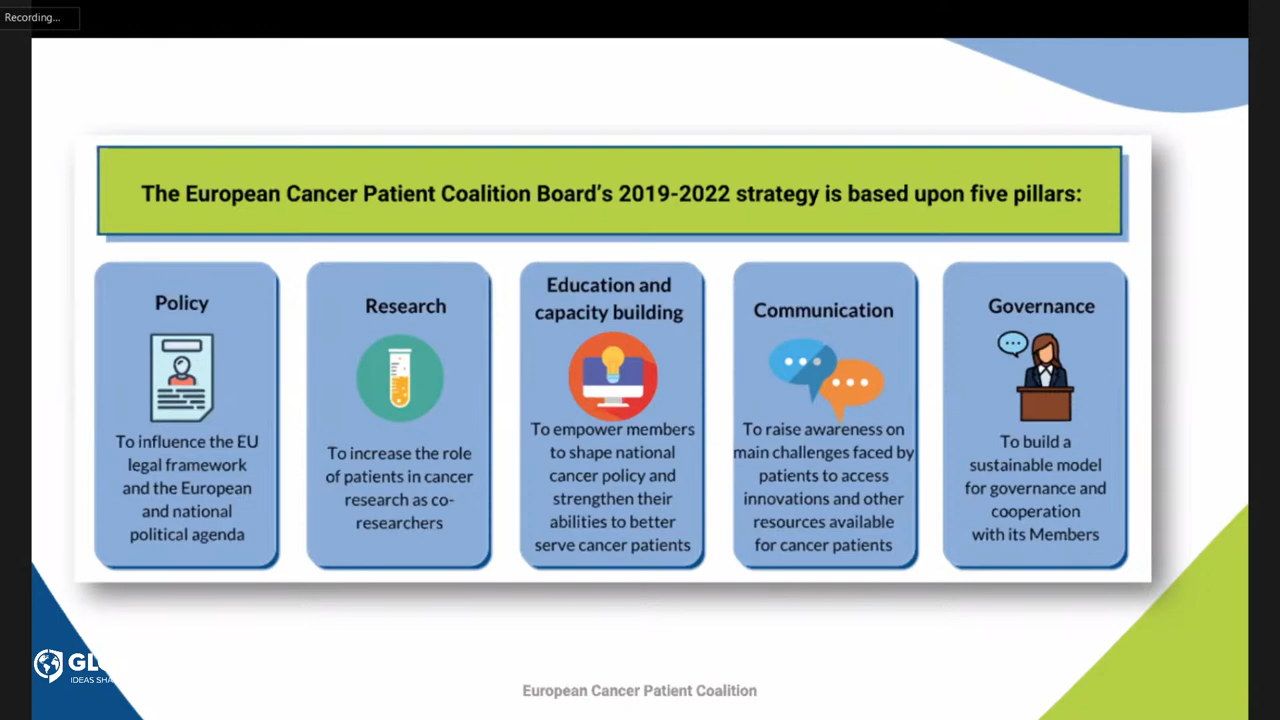 Recording...
The European Cancer Patient Coalition Board's 2019-2022 strategy is based upon five pillars:
Policy
To influence the EU
legal framework
and the European
and national
political agenda
Research
To increase the role
of patients in cancer
research as co-
researchers
Education and
capacity building
To empower members
to shape national
cancer policy and
strengthen their
abilities to better
serve cancer patients
Communication
To raise awareness on
main challenges faced by
patients to access
innovations and other
resources available
for cancer patients
Governance
To build a
sustainable model
for governance and
cooperation
with its Members
IDEAS
European Cancer Patient Coalition